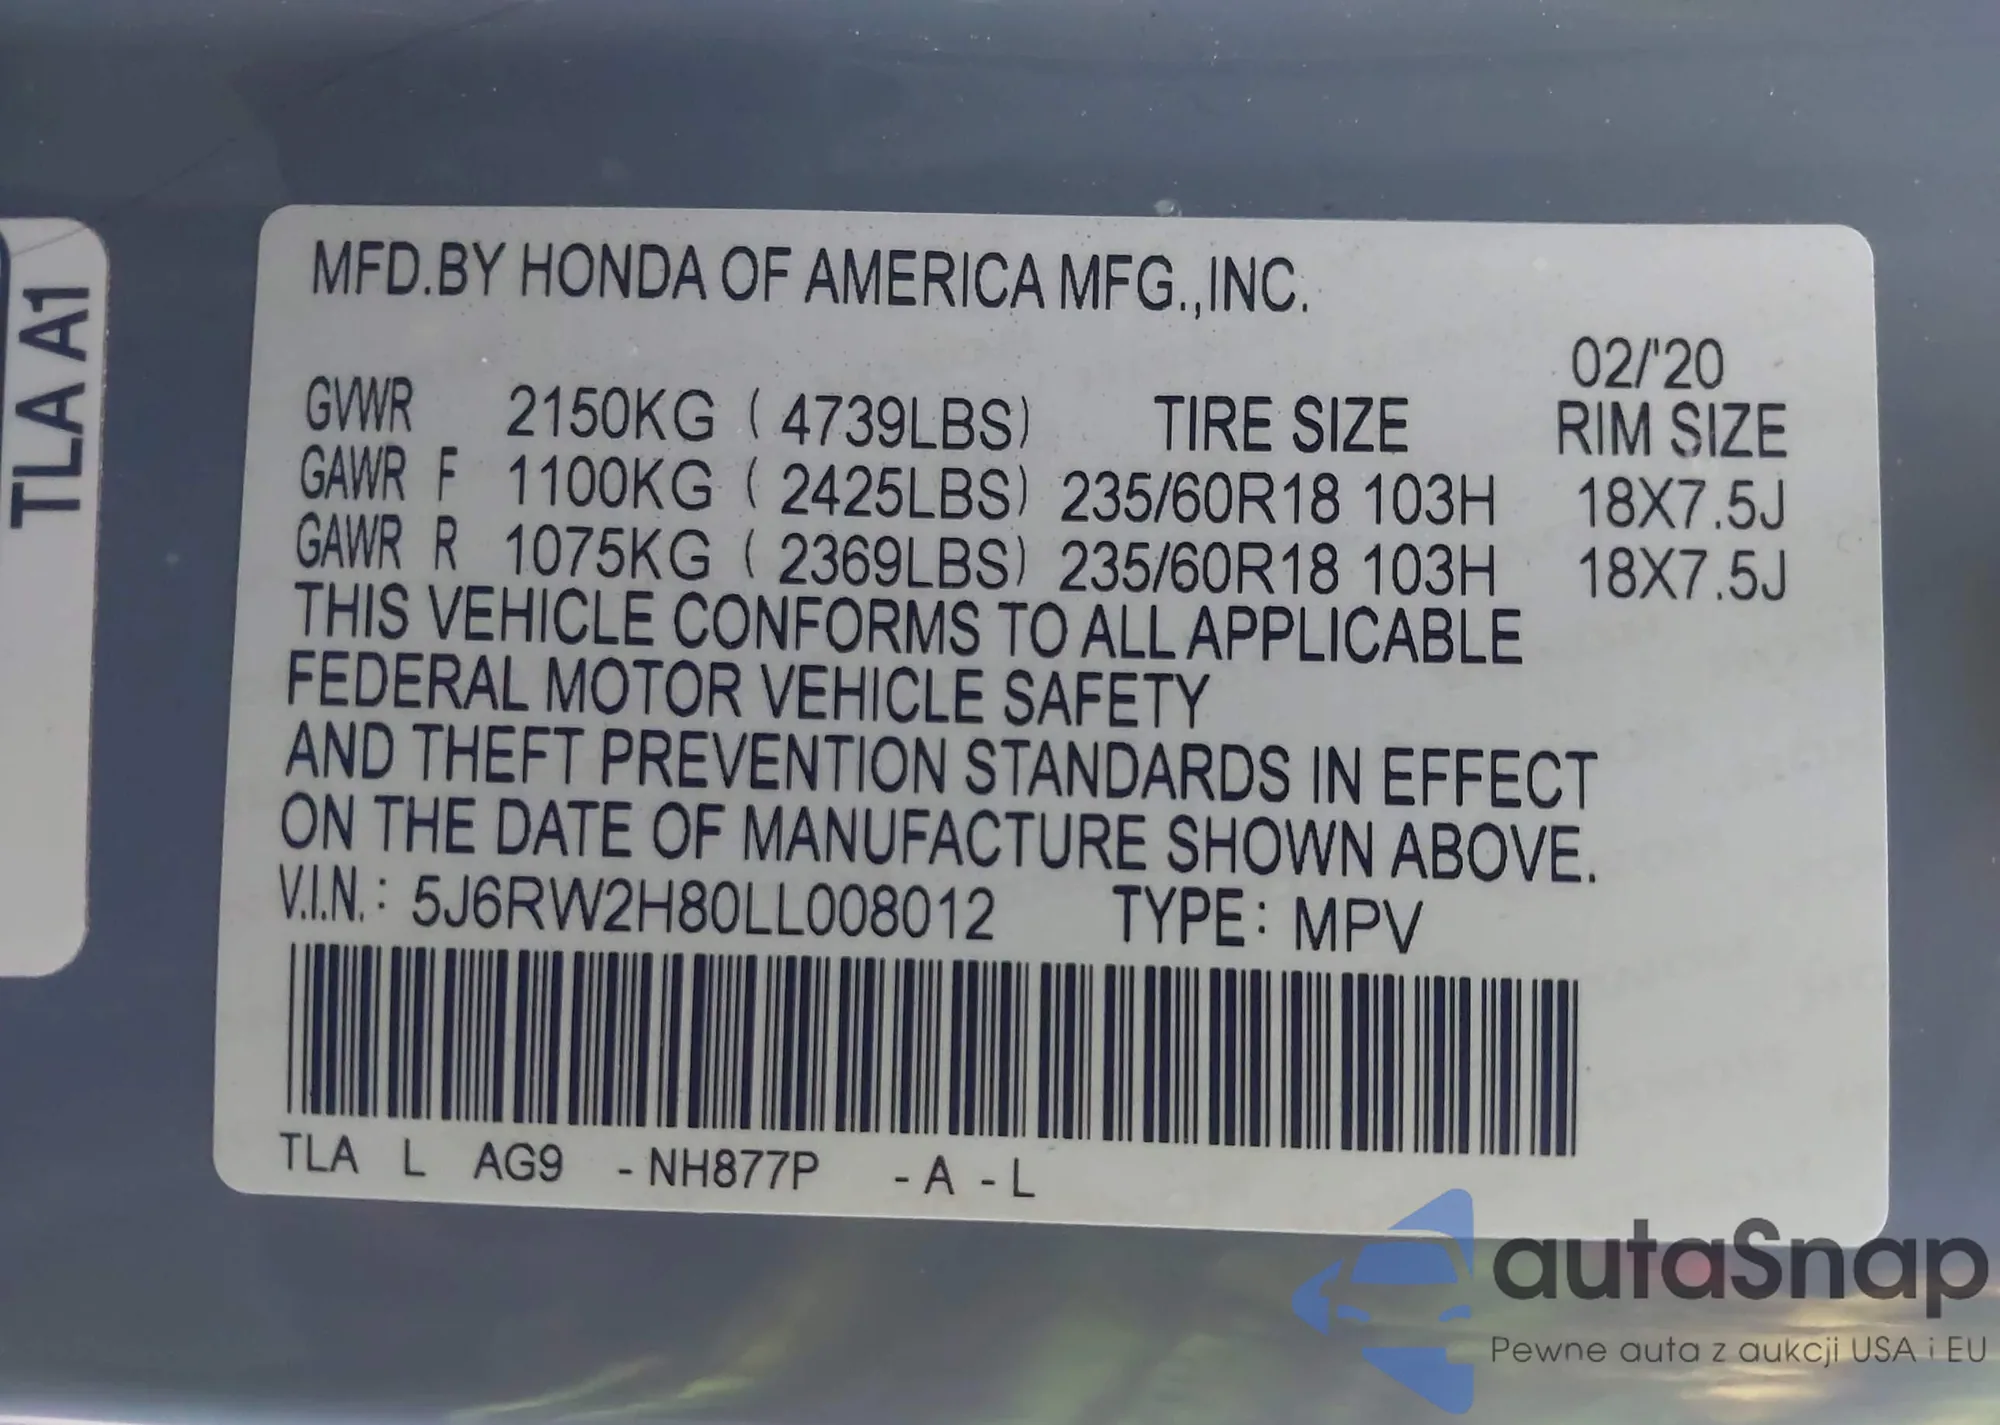 TLA A1
MFD.BY HONDA OF AMERICA MFG.,INC.
02/'20
GVWR 2150KG ( 4739LBS) TIRE SIZE RIM SIZE
GAWR F 1100KG ( 2425LBS) 235/60R18 103H 18X7.5J
GAWR R 1075KG ( 2369LBS) 235/60R18 103H 18X7.5J
THIS VEHICLE CONFORMS TO ALL APPLICABLE
FEDERAL MOTOR VEHICLE SAFETY
AND THEFT PREVENTION STANDARDS IN EFFECT
ON THE DATE OF MANUFACTURE SHOWN ABOVE.
V.I.N.: 5J6RW2H80LL008012 TYPE: MPV
TLA L AG9 -NH877P -A -L
autaSnap
Pewne auta z aukcji USA i EU